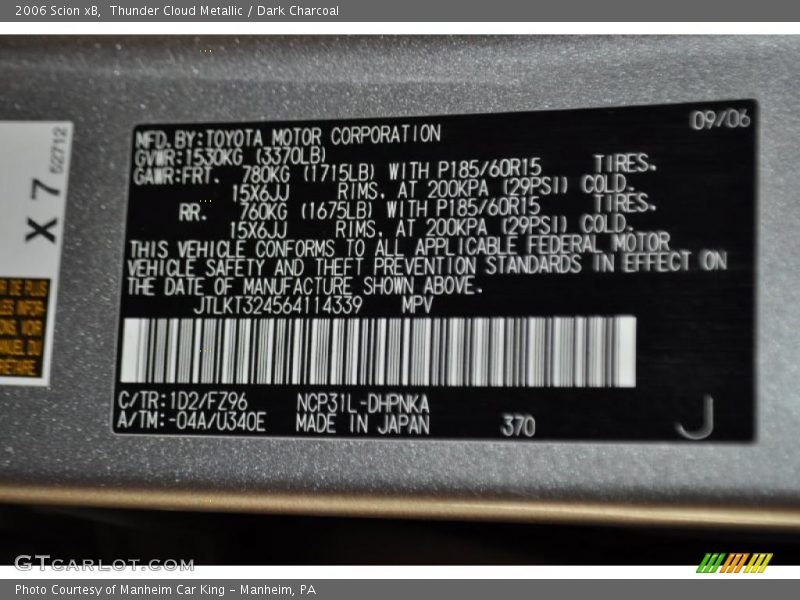 2006 Scion xB, Thunder Cloud Metallic / Dark Charcoal
09/06
MFD. BY: TOYOTA MOTOR CORPORATION
GVWR: 1530KG (3370LB)
GAWR: FRT. 780KG (1715LB) WITH P185/60R15 TIRES.
15X6JJ RIMS. AT 200KPA (29PSI) COLD.
RR. 760KG (1675LB) WITH P185/60R15 TIRES.
15X6JJ RIMS. AT 200KPA (29PSI) COLD.
THIS VEHICLE CONFORMS TO ALL APPLICABLE FEDERAL MOTOR
VEHICLE SAFETY AND THEFT PREVENTION STANDARDS IN EFFECT ON
THE DATE OF MANUFACTURE SHOWN ABOVE.
JTLKT324564114339 MPV
C/TR: 1D2/FZ96 NCP31L-DHPNKA
A/TM: -04A/U340E MADE IN JAPAN 370 J
X 7
52712
GTCARLOT.COM
Photo Courtesy of Manheim Car King - Manheim, PA